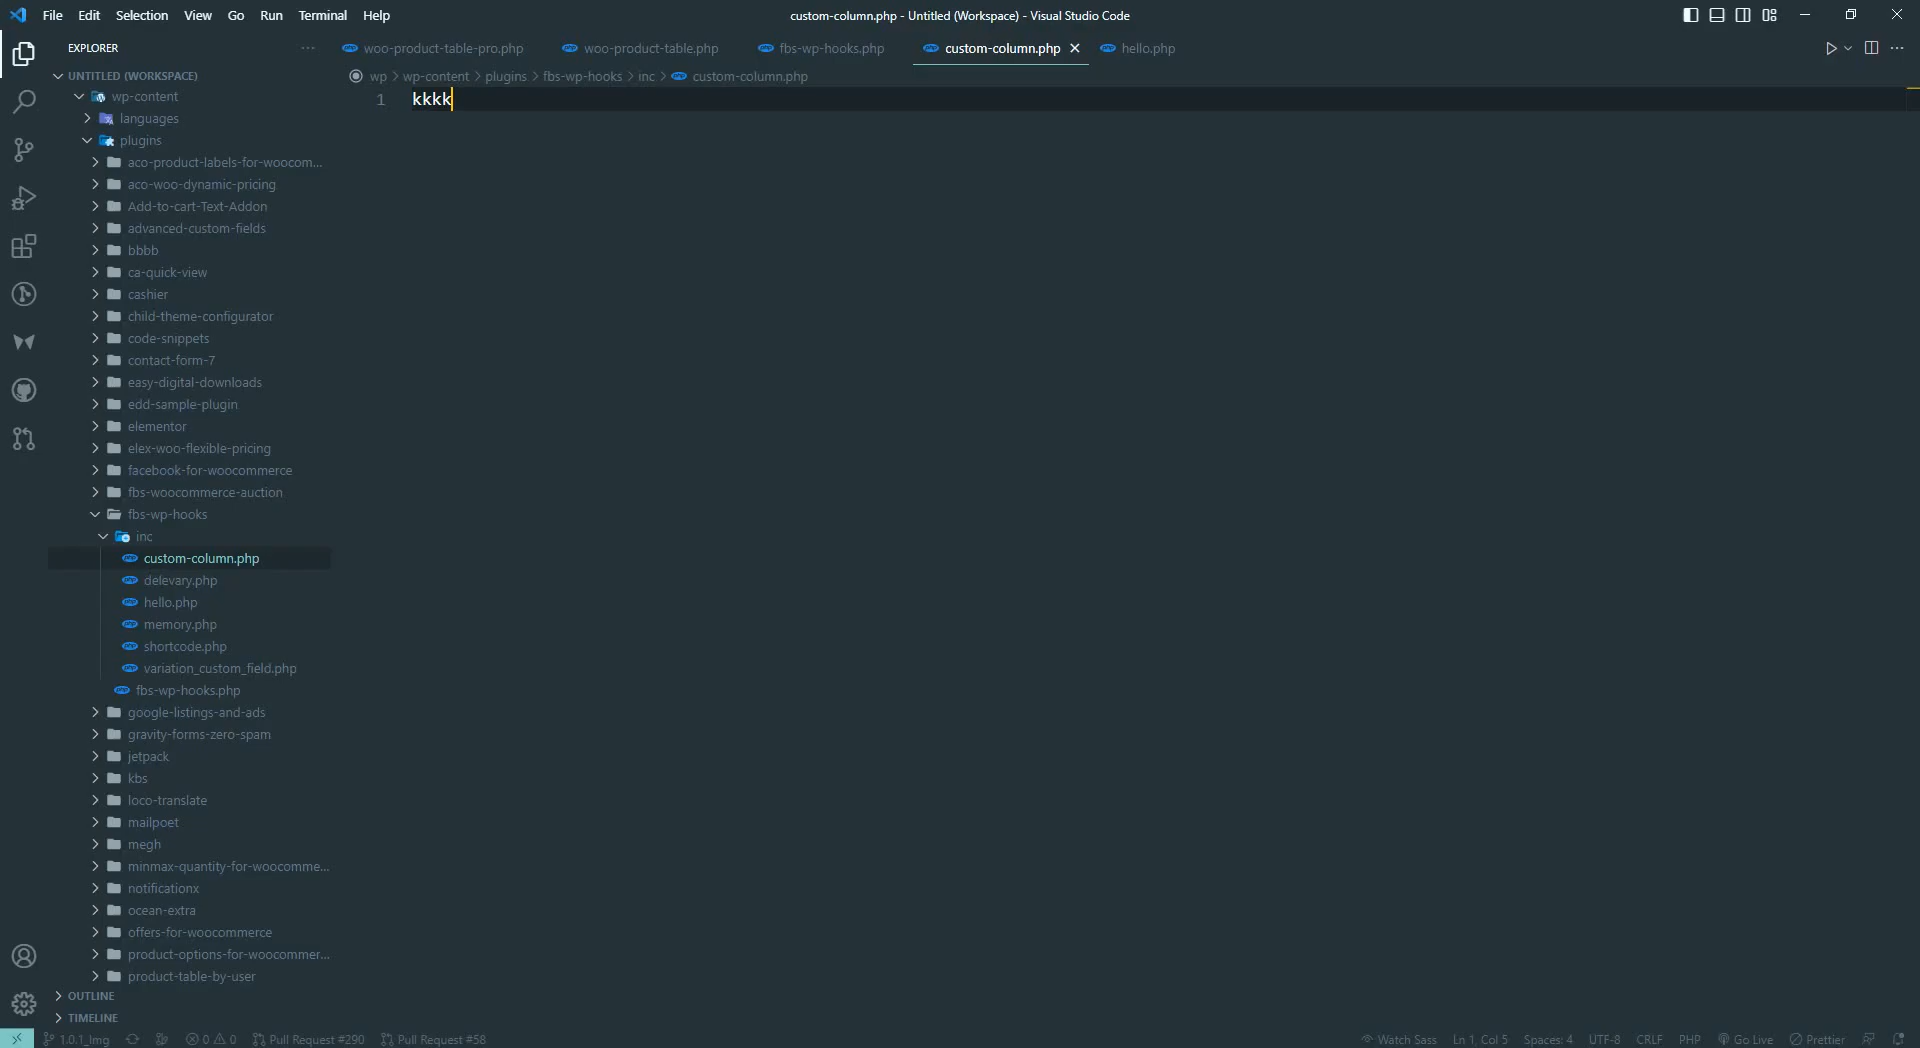 File Edit Selection View Go Run Terminal Help
custom-column.php - Untitled (Workspace) - Visual Studio Code
EXPLORER
woo-product-table-pro.php woo-product-table.php fbs-wp-hooks.php custom-column.php hello.php
UNTITLED (WORKSPACE)
wp > wp-content > plugins > fbs-wp-hooks > inc > custom-column.php
1 kkkk
wp-content
languages
plugins
aco-product-labels-for-woocom...
aco-woo-dynamic-pricing
Add-to-cart-Text-Addon
advanced-custom-fields
bbbb
ca-quick-view
cashier
child-theme-configurator
code-snippets
contact-form-7
easy-digital-downloads
edd-sample-plugin
elementor
elex-woo-flexible-pricing
facebook-for-woocommerce
fbs-woocommerce-auction
fbs-wp-hooks
inc
custom-column.php
delevary.php
hello.php
memory.php
shortcode.php
variation_custom_field.php
fbs-wp-hooks.php
google-listings-and-ads
gravity-forms-zero-spam
jetpack
kbs
loco-translate
mailpoet
megh
minmax-quantity-for-woocomme...
notificationx
ocean-extra
offers-for-woocommerce
product-options-for-woocommer...
product-table-by-user
OUTLINE
TIMELINE
1.0.1_Img 0 0 Pull Request #290 Pull Request #58 Watch Sass Ln 1, Col 5 Spaces: 4 UTF-8 CRLF PHP Go Live Prettier